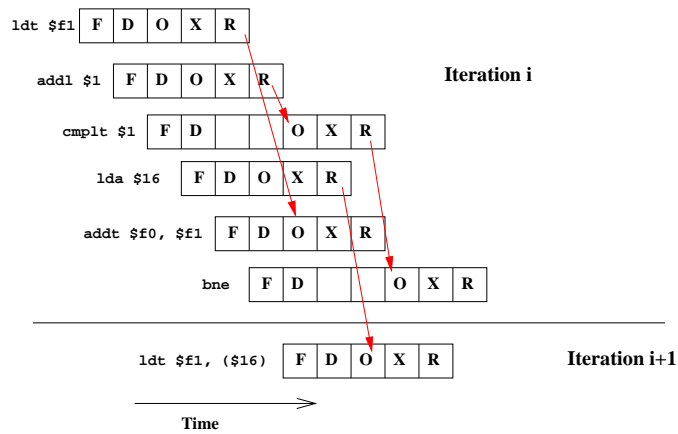 ldt $f1 F D O X R
addl $1 F D O X R
Iteration i
cmplt $1 F D O X R
lda $16 F D O X R
addt $f0, $f1 F D O X R
bne F D O X R
ldt $f1, ($16) F D O X R
Iteration i+1
Time